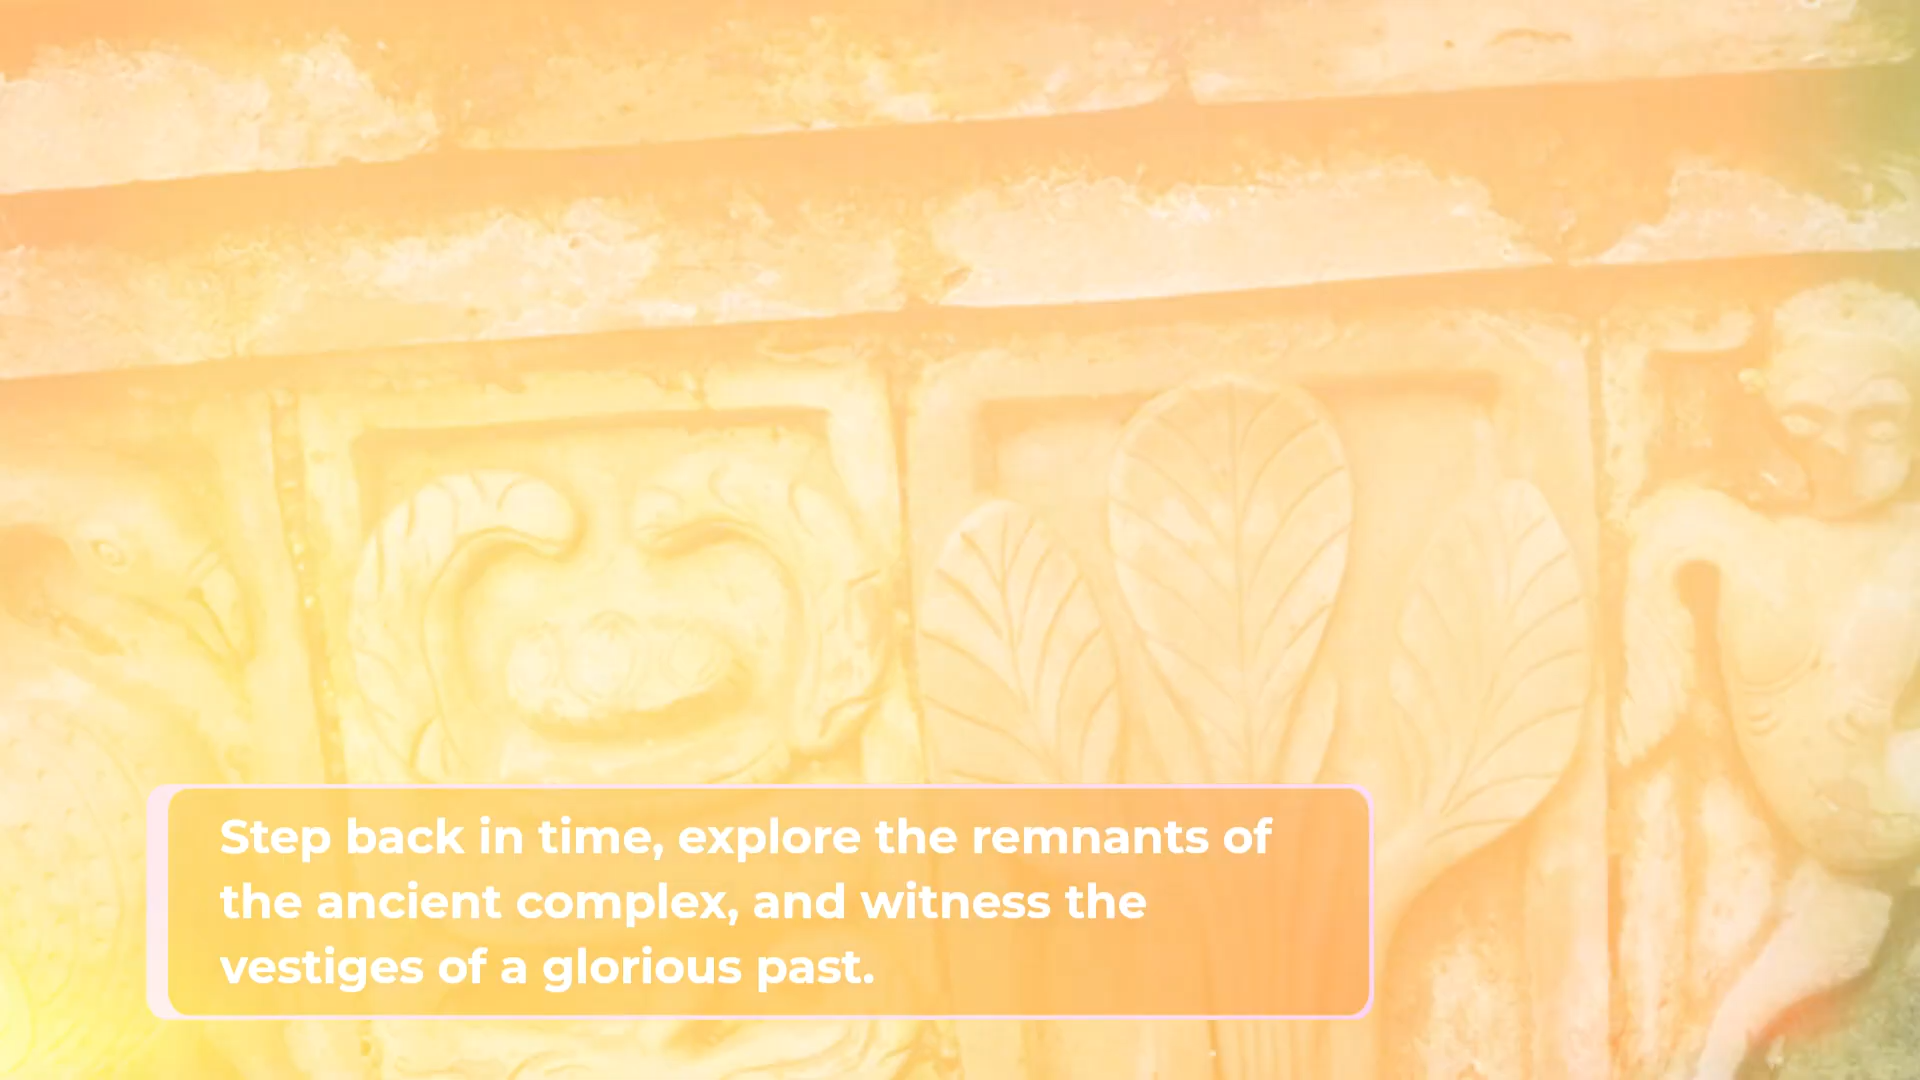 Step back in time, explore the remnants of
the ancient complex, and witness the
vestiges of a glorious past.